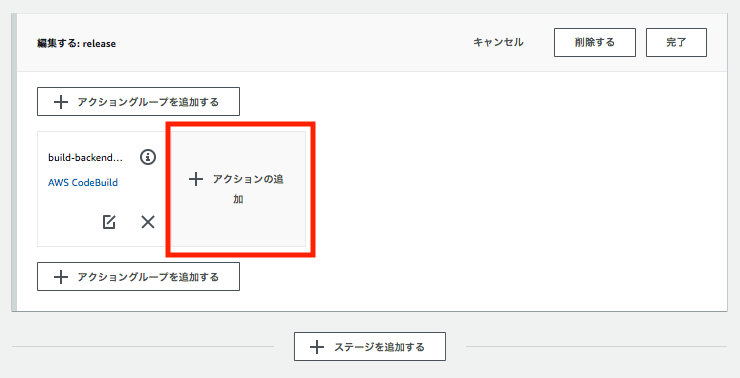 編集する: release
キャンセル
削除する
完了
アクショングループを追加する
build-backend...
AWS CodeBuild
アクションの追
加
アクショングループを追加する
ステージを追加する